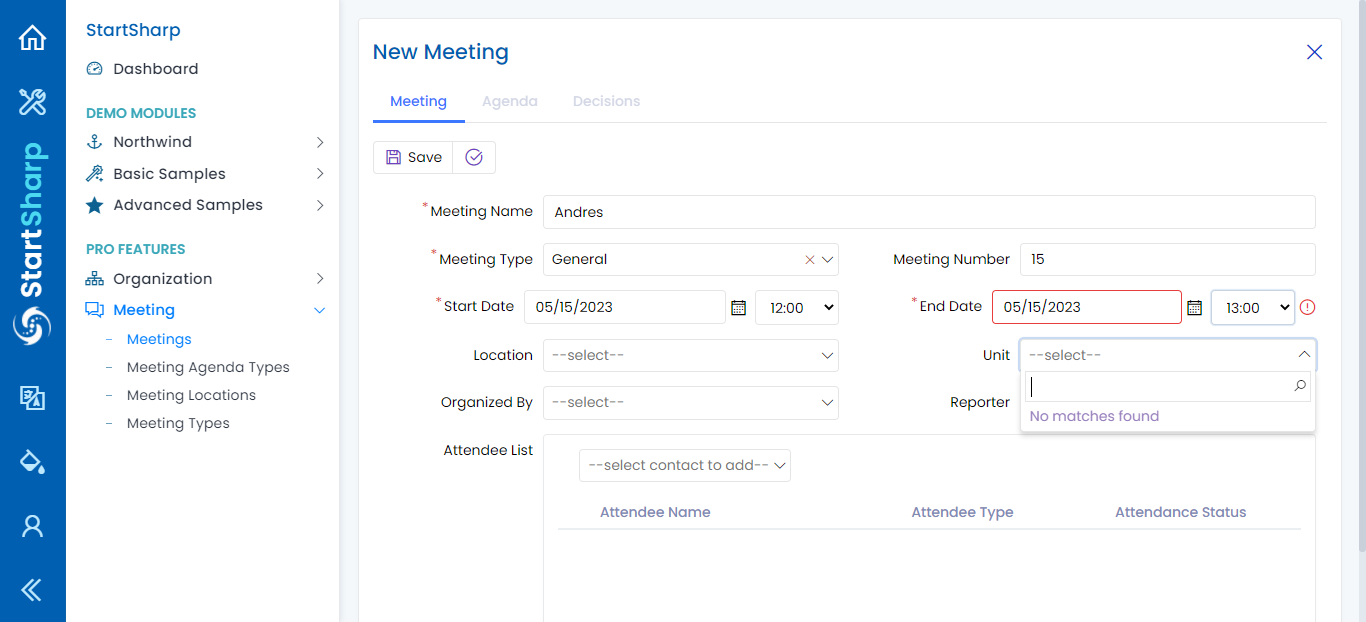 StartSharp
StartSharp
Dashboard
DEMO MODULES
Northwind
Basic Samples
Advanced Samples
PRO FEATURES
Organization
Meeting
Meetings
Meeting Agenda Types
Meeting Locations
Meeting Types
New Meeting
Meeting Agenda Decisions
Save
*Meeting Name Andres
*Meeting Type General Meeting Number 15
*Start Date 05/15/2023 12:00 *End Date 05/15/2023 13:00
Location --select-- Unit --select--
No matches found
Organized By --select-- Reporter
Attendee List
--select contact to add--
Attendee Name Attendee Type Attendance Status